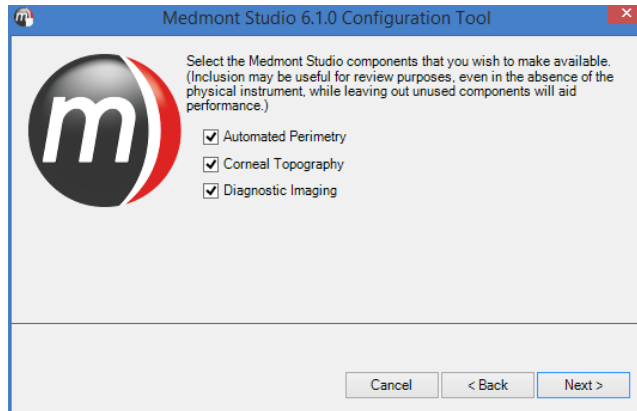 Medmont Studio 6.1.0 Configuration Tool
Select the Medmont Studio components that you wish to make available.
(Inclusion may be useful for review purposes, even in the absence of the
physical instrument, while leaving out unused components will aid
performance.)
m
Automated Perimetry
Corneal Topography
Diagnostic Imaging
Cancel
< Back
Next >